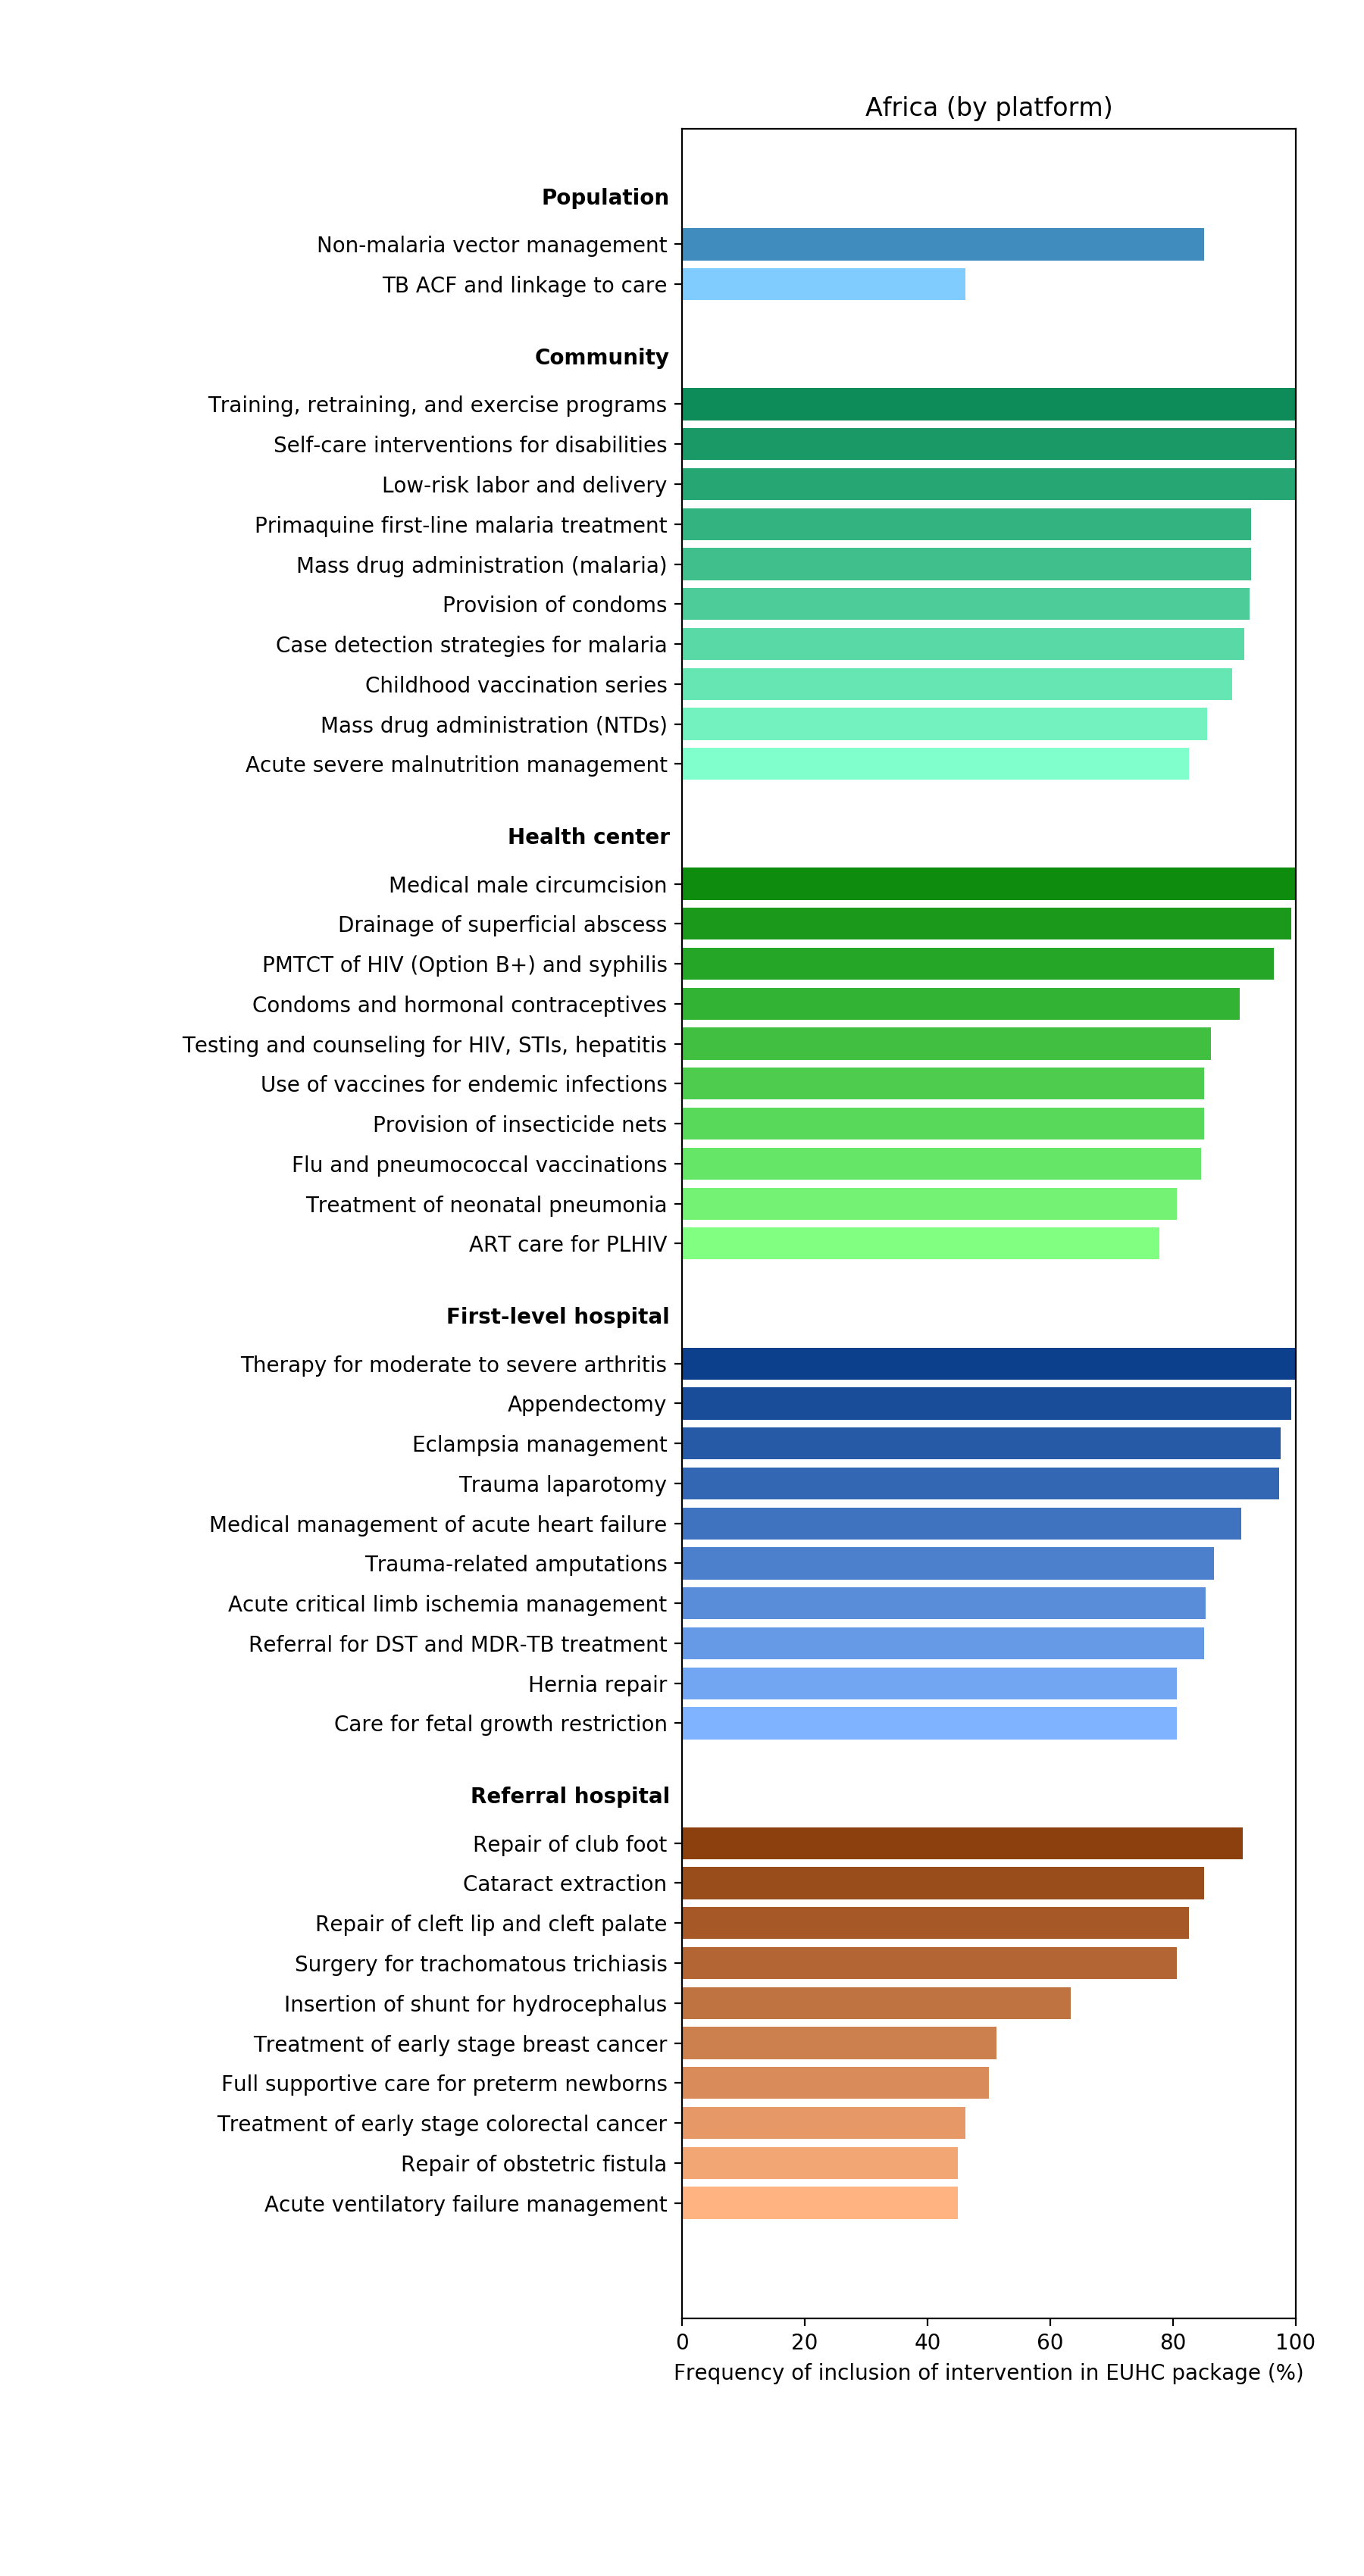 Africa (by platform)
Population
Non-malaria vector management
TB ACF and linkage to care
Community
Training, retraining, and exercise programs
Self-care interventions for disabilities
Low-risk labor and delivery
Primaquine first-line malaria treatment
Mass drug administration (malaria)
Provision of condoms
Case detection strategies for malaria
Childhood vaccination series
Mass drug administration (NTDs)
Acute severe malnutrition management
Health center
Medical male circumcision
Drainage of superficial abscess
PMTCT of HIV (Option B+) and syphilis
Condoms and hormonal contraceptives
Testing and counseling for HIV, STIs, hepatitis
Use of vaccines for endemic infections
Provision of insecticide nets
Flu and pneumococcal vaccinations
Treatment of neonatal pneumonia
ART care for PLHIV
First-level hospital
Therapy for moderate to severe arthritis
Appendectomy
Eclampsia management
Trauma laparotomy
Medical management of acute heart failure
Trauma-related amputations
Acute critical limb ischemia management
Referral for DST and MDR-TB treatment
Hernia repair
Care for fetal growth restriction
Referral hospital
Repair of club foot
Cataract extraction
Repair of cleft lip and cleft palate
Surgery for trachomatous trichiasis
Insertion of shunt for hydrocephalus
Treatment of early stage breast cancer
Full supportive care for preterm newborns
Treatment of early stage colorectal cancer
Repair of obstetric fistula
Acute ventilatory failure management
0 20 40 60 80 100
Frequency of inclusion of intervention in EUHC package (%)